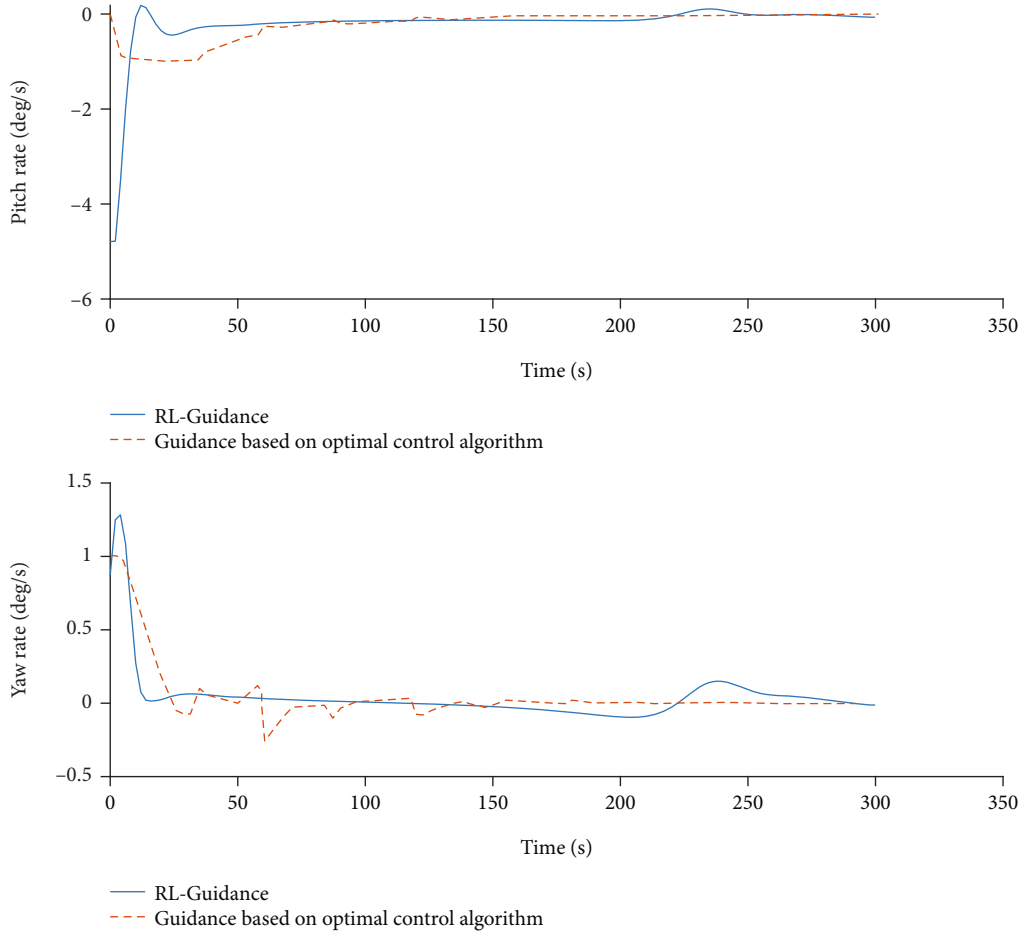 0
−2
−4
−6
Pitch rate (deg/s)
0 50 100 150 200 250 300 350
Time (s)
RL-Guidance
Guidance based on optimal control algorithm
1.5
1
0.5
0
−0.5
Yaw rate (deg/s)
0 50 100 150 200 250 300 350
Time (s)
RL-Guidance
Guidance based on optimal control algorithm